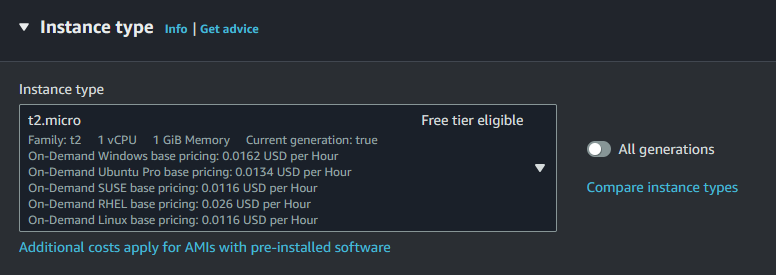 Instance type Info | Get advice
Instance type
t2.micro Free tier eligible
Family: t2 1 vCPU 1 GiB Memory Current generation: true
On-Demand Windows base pricing: 0.0162 USD per Hour
On-Demand Ubuntu Pro base pricing: 0.0134 USD per Hour
On-Demand SUSE base pricing: 0.0116 USD per Hour
On-Demand RHEL base pricing: 0.026 USD per Hour
On-Demand Linux base pricing: 0.0116 USD per Hour
All generations
Compare instance types
Additional costs apply for AMIs with pre-installed software